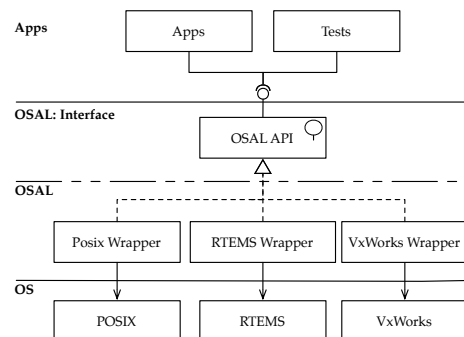 Apps
Apps Tests
OSAL: Interface
OSAL API
OSAL
Posix Wrapper RTEMS Wrapper VxWorks Wrapper
OS
POSIX RTEMS VxWorks